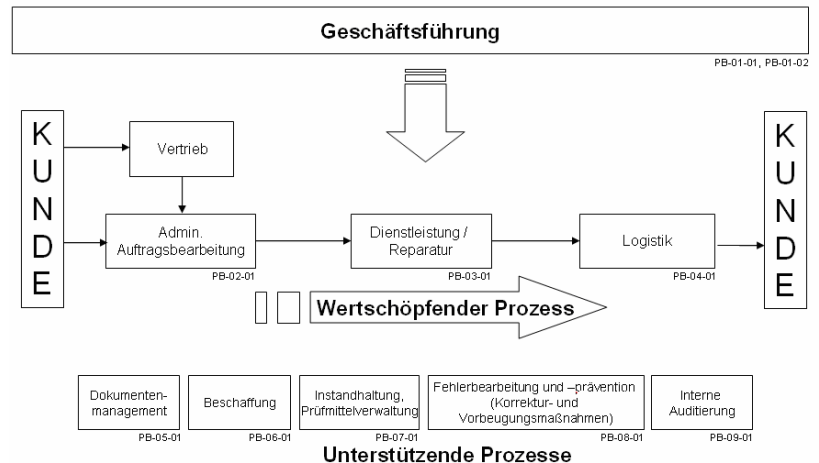 Geschäftsführung
PB-01-01, PB-01-02
KUNDE
Vertrieb
Admin.
Auftragsbearbeitung
PB-02-01
Dienstleistung /
Reparatur
PB-03-01
Logistik
PB-04-01
KUNDE
Wertschöpfender Prozess
Dokumenten-
management
PB-05-01
Beschaffung
PB-06-01
Instandhaltung,
Prüfmittelverwaltung
PB-07-01
Fehlerbearbeitung und –prävention
(Korrektur- und
Vorbeugungsmaßnahmen)
PB-08-01
Interne
Auditierung
PB-09-01
Unterstützende Prozesse